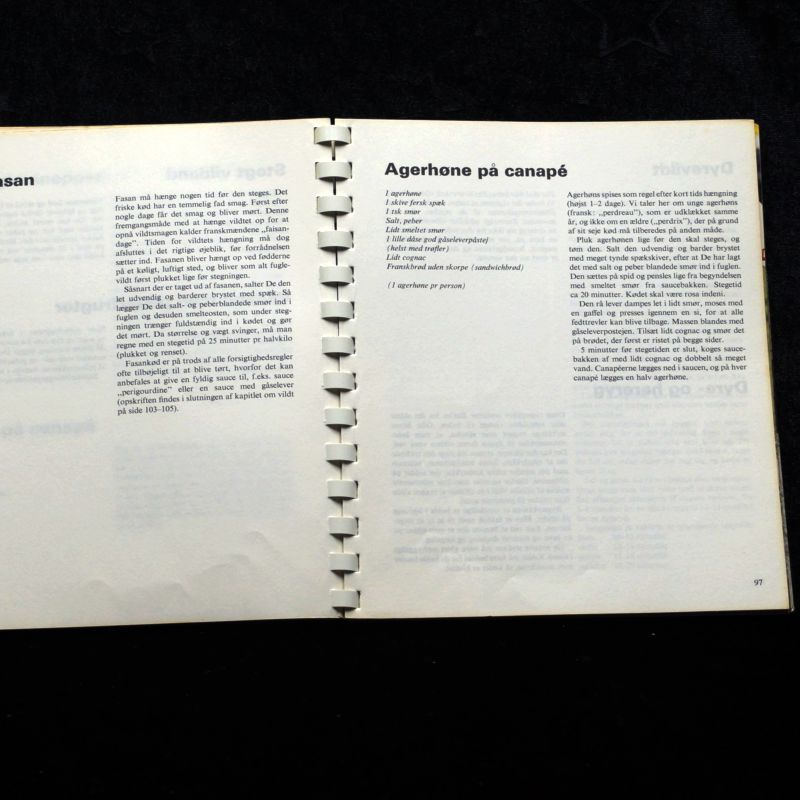 asan
Fasan må hænge nogen tid før den steges. Det
friske kød har en temmelig fad smag. Først efter
nogle dage får det smag og bliver mørt. Denne
fremgangsmåde med at hænge vildtet op for at
opnå vildtsmagen kalder franskmændene „faisan-
dage”. Tiden for vildtets hængning må dog
afsluttes i det rigtige øjeblik, før forrådnelsen
sætter ind. Fasanen bliver hængt op ved fødderne
på et køligt, luftigt sted, og bliver som alt fugle-
vildt først plukket lige før stegningen.
Såsnart der er taget ud af fasanen, salter De den
let udvendig og barderer brystet med spæk. Så
lægger De det salt- og peberblandede smør ind i
fuglen og desuden smelteosten, som under steg-
ningen trænger fuldstændig ind i kødet og gør
det mørt. Da størrelse og vægt svinger, må man
regne med en stegetid på 25 minutter pr halvkilo
(plukket og renset).
Fasankød er på trods af alle forsigtighedsregler
ofte tilbøjeligt til at blive tørt, hvorfor det kan
anbefales at give en fyldig sauce til, f.eks. sauce
„perigourdine” eller en sauce med gåselever
(opskriften findes i slutningen af kapitlet om vildt
på side 103–105).
Agerhøne på canapé
1 agerhøne
1 skive fersk spæk
1 tsk smør
Salt, peber
Lidt smeltet smør
1 lille dåse god gåseleverpåstej
(helst med trøfler)
Lidt cognac
Franskbrød uden skorpe (sandwichbrød)
(1 agerhøne pr person)
Agerhøns spises som regel efter kort tids hængning
(højst 1–2 dage). Vi taler her om unge agerhøns
(fransk: „perdreau”), som er udklækket samme
år, og ikke om en ældre („perdrix”), der på grund
af sit seje kød må tilberedes på anden måde.
Pluk agerhønen lige før den skal steges, og
tøm den. Salt den udvendig og barder brystet
med meget tynde spækskiver, efter at De har lagt
det med salt og peber blandede smør ind i fuglen.
Den sættes på spid og pensles lige fra begyndelsen
med smeltet smør fra saucebakken. Stegetid
ca 20 minutter. Kødet skal være rosa indeni.
Den rå lever dampes let i lidt smør, moses med
en gaffel og presses igennem en si, for at alle
fedttrevler kan blive tilbage. Massen blandes med
gåseleverpostejen. Tilsæt lidt cognac og smør det
på brødet, der først er ristet på begge sider.
5 minutter før stegetiden er slut, koges sauce-
bakken af med lidt cognac og dobbelt så meget
vand. Canapéerne lægges ned i saucen, og på hver
canapé lægges en halv agerhøne.
97